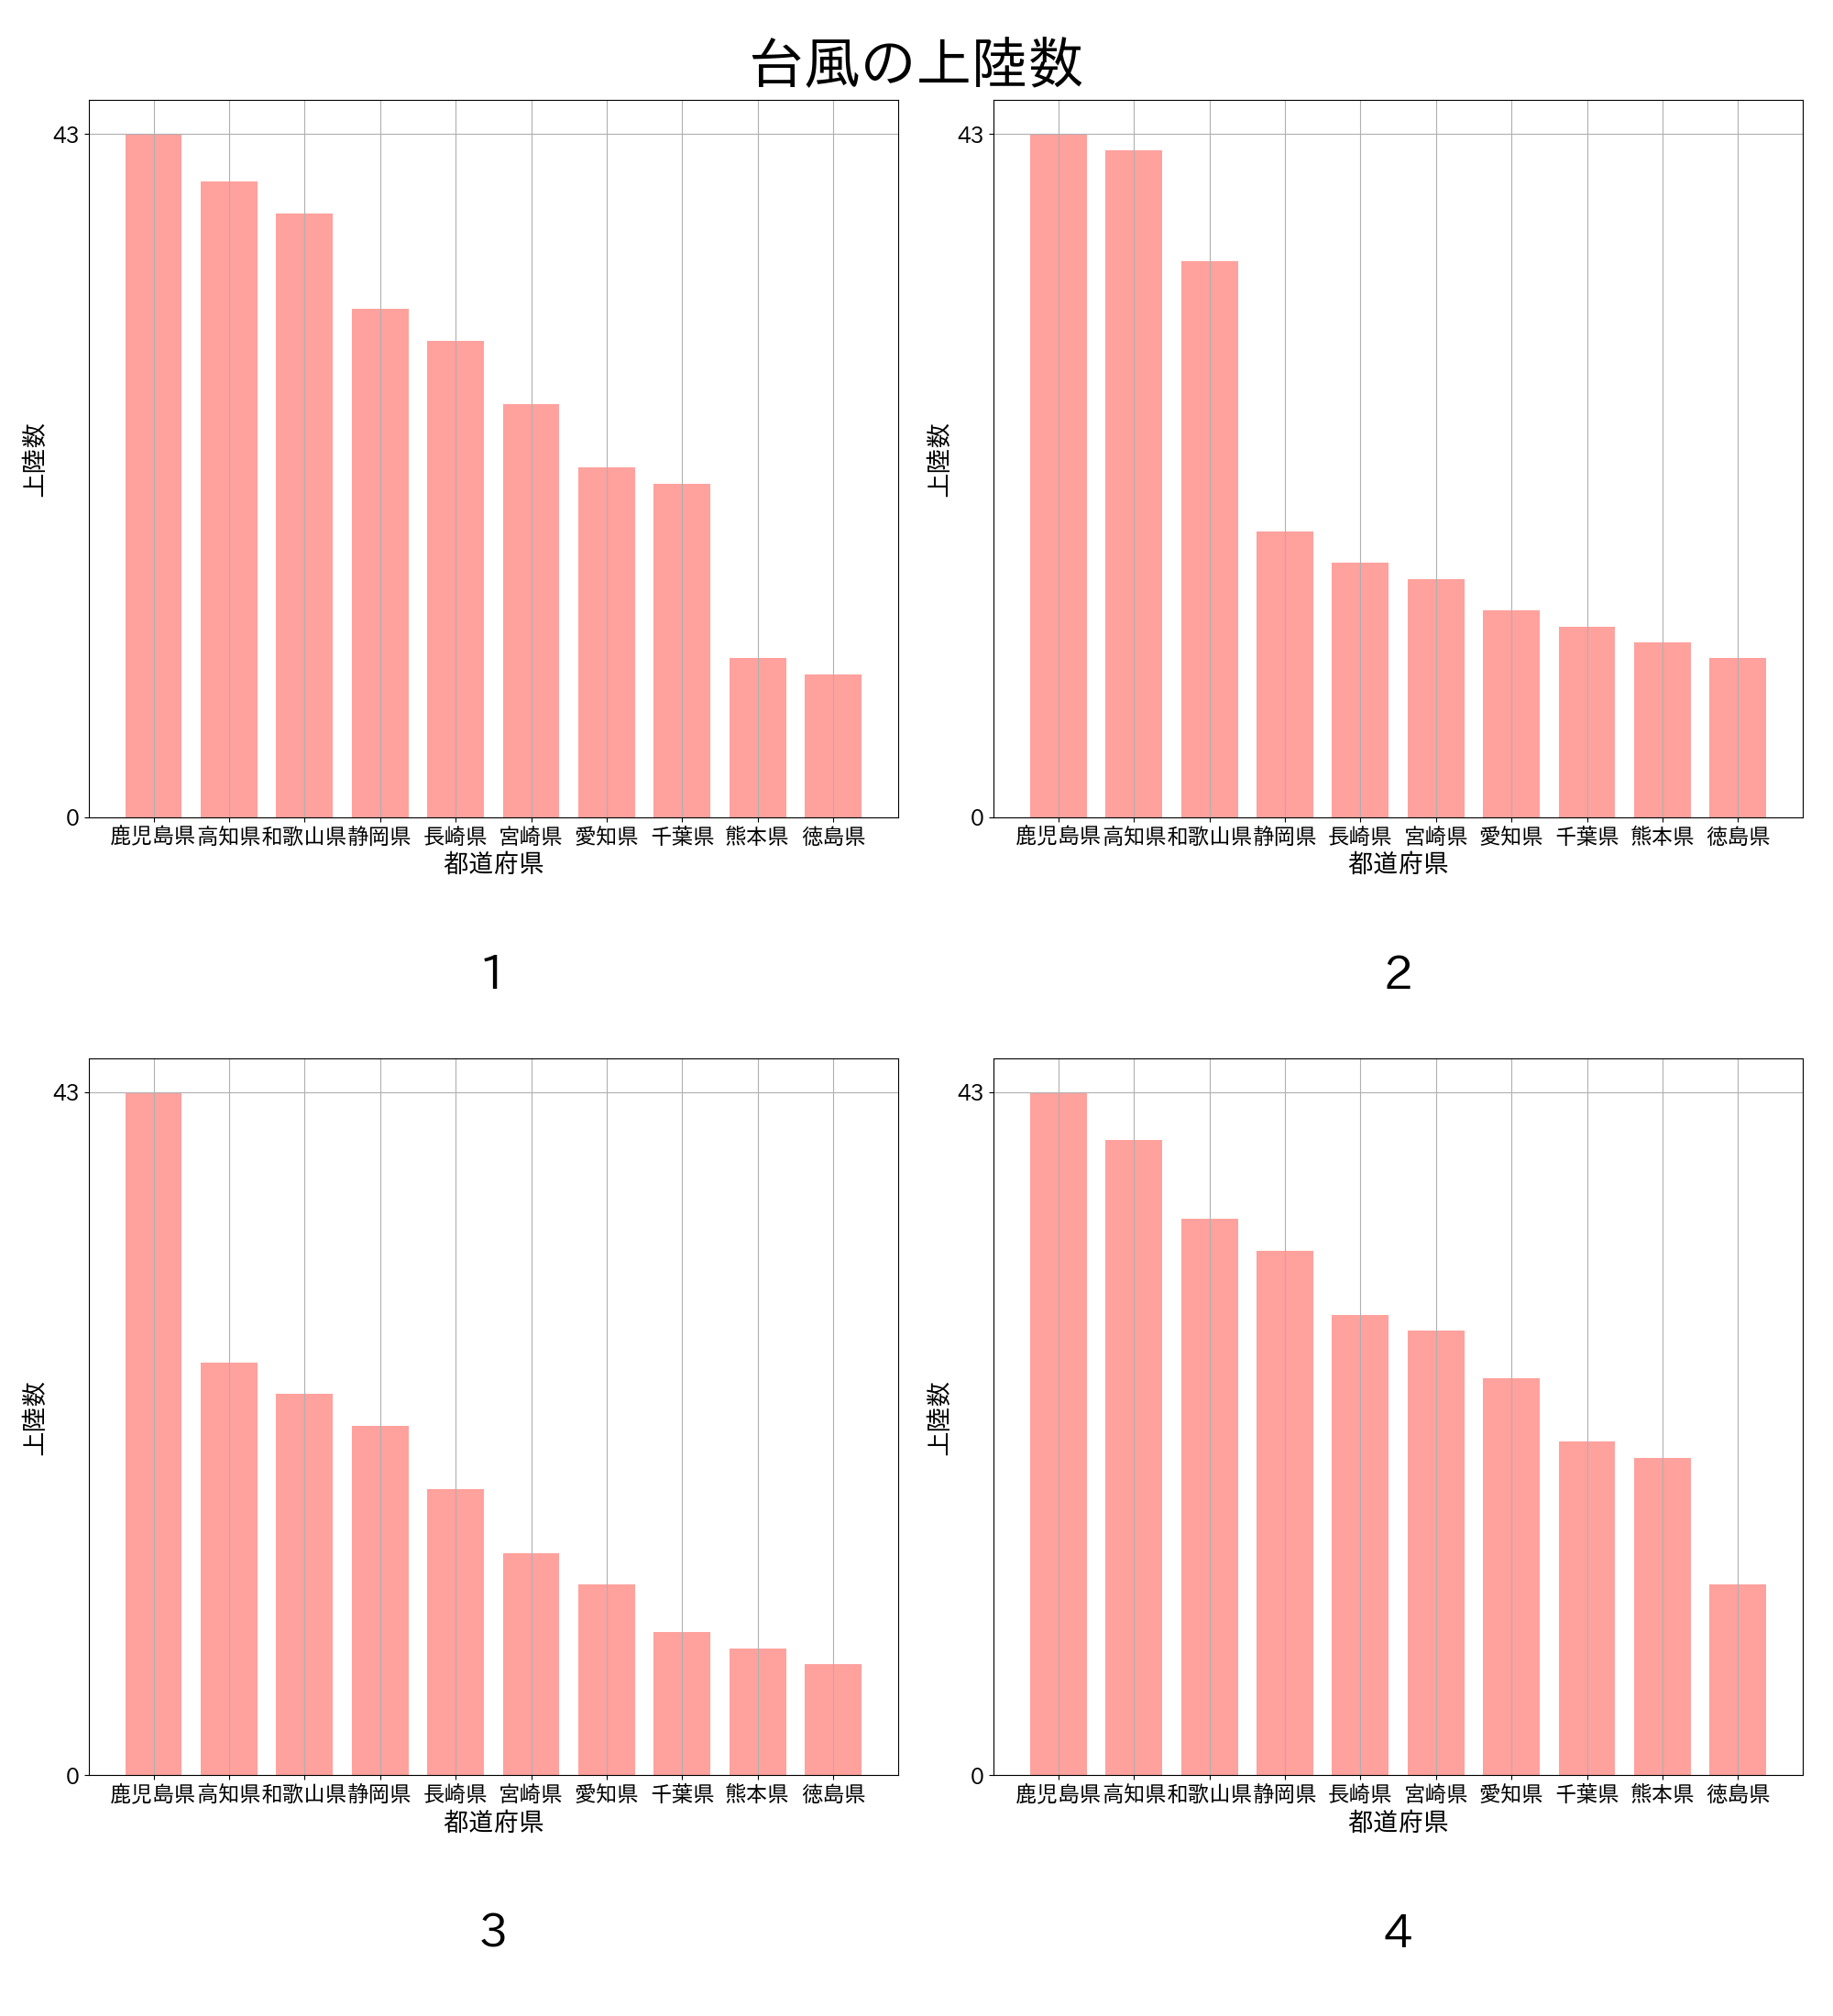 台風の上陸数
43
0
上陸数
鹿児島県 高知県 和歌山県 静岡県 長崎県 宮崎県 愛知県 千葉県 熊本県 徳島県
都道府県
1
43
0
上陸数
鹿児島県 高知県 和歌山県 静岡県 長崎県 宮崎県 愛知県 千葉県 熊本県 徳島県
都道府県
2
43
0
上陸数
鹿児島県 高知県 和歌山県 静岡県 長崎県 宮崎県 愛知県 千葉県 熊本県 徳島県
都道府県
3
43
0
上陸数
鹿児島県 高知県 和歌山県 静岡県 長崎県 宮崎県 愛知県 千葉県 熊本県 徳島県
都道府県
4